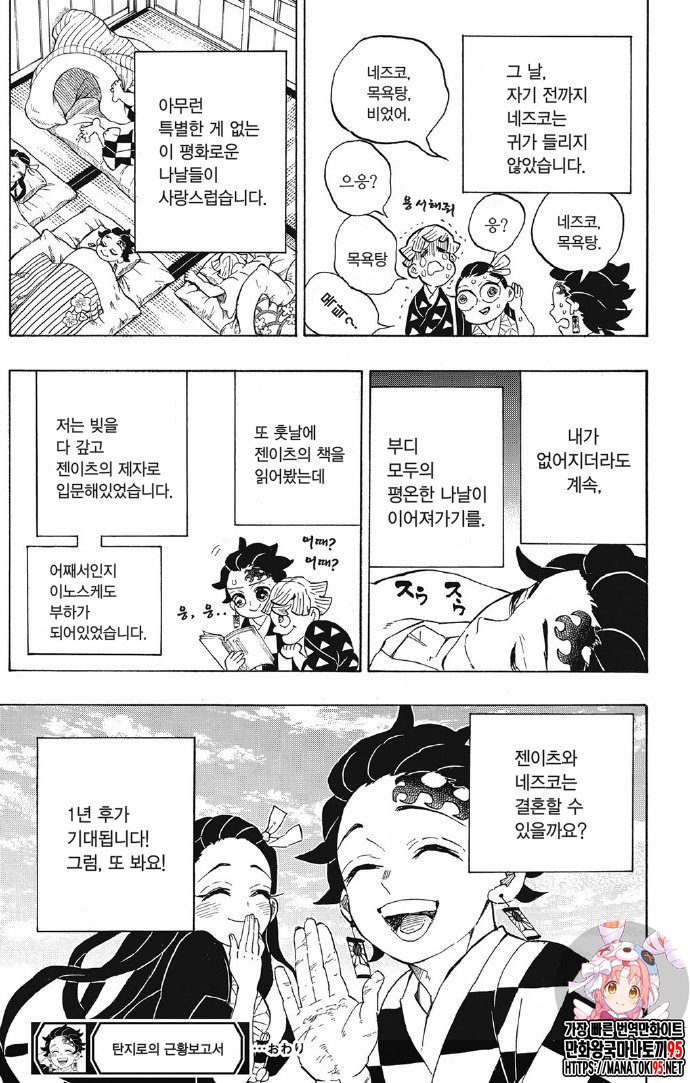 그 날,
자기 전까지
네즈코는
귀가 들리지
않았습니다.
네즈코,
목욕탕.
응?
네즈코,
목욕탕,
비었어.
용서해줘
으응?
목욕탕
아무런
특별한 게 없는
이 평화로운
나날들이
사랑스럽습니다.
내가
없어지더라도
계속,
부디
모두의
평온한 나날이
이어져가기를.
즈우 즈우
또 훗날에
젠이츠의 책을
읽어봤는데
어때?
어때?
응, 응..
저는 빚을
다 갚고
젠이츠의 제자로
입문해있었습니다.
어째서인지
이노스케도
부하가
되어있었습니다.
젠이츠와
네즈코는
결혼할 수
있을까요?
1년 후가
기대됩니다!
그럼, 또 봐요!
탄지로의 근황보고서
…おわり
가장 빠른 번역만화이트
만화왕국마나토끼95
HTTPS://MANATOKI95.NET